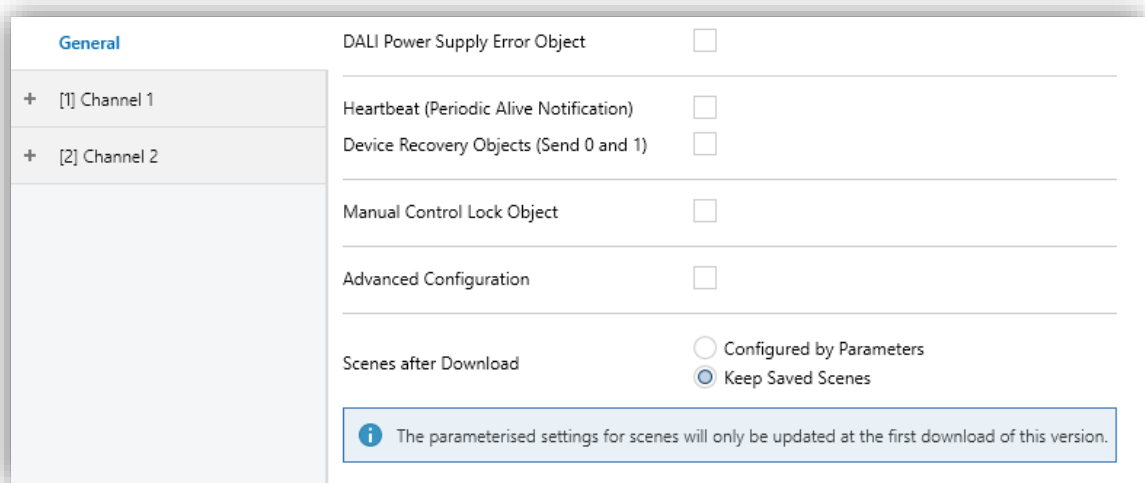 General
+ [1] Channel 1
+ [2] Channel 2
DALI Power Supply Error Object
Heartbeat (Periodic Alive Notification)
Device Recovery Objects (Send 0 and 1)
Manual Control Lock Object
Advanced Configuration
Scenes after Download
Configured by Parameters
Keep Saved Scenes
The parameterised settings for scenes will only be updated at the first download of this version.